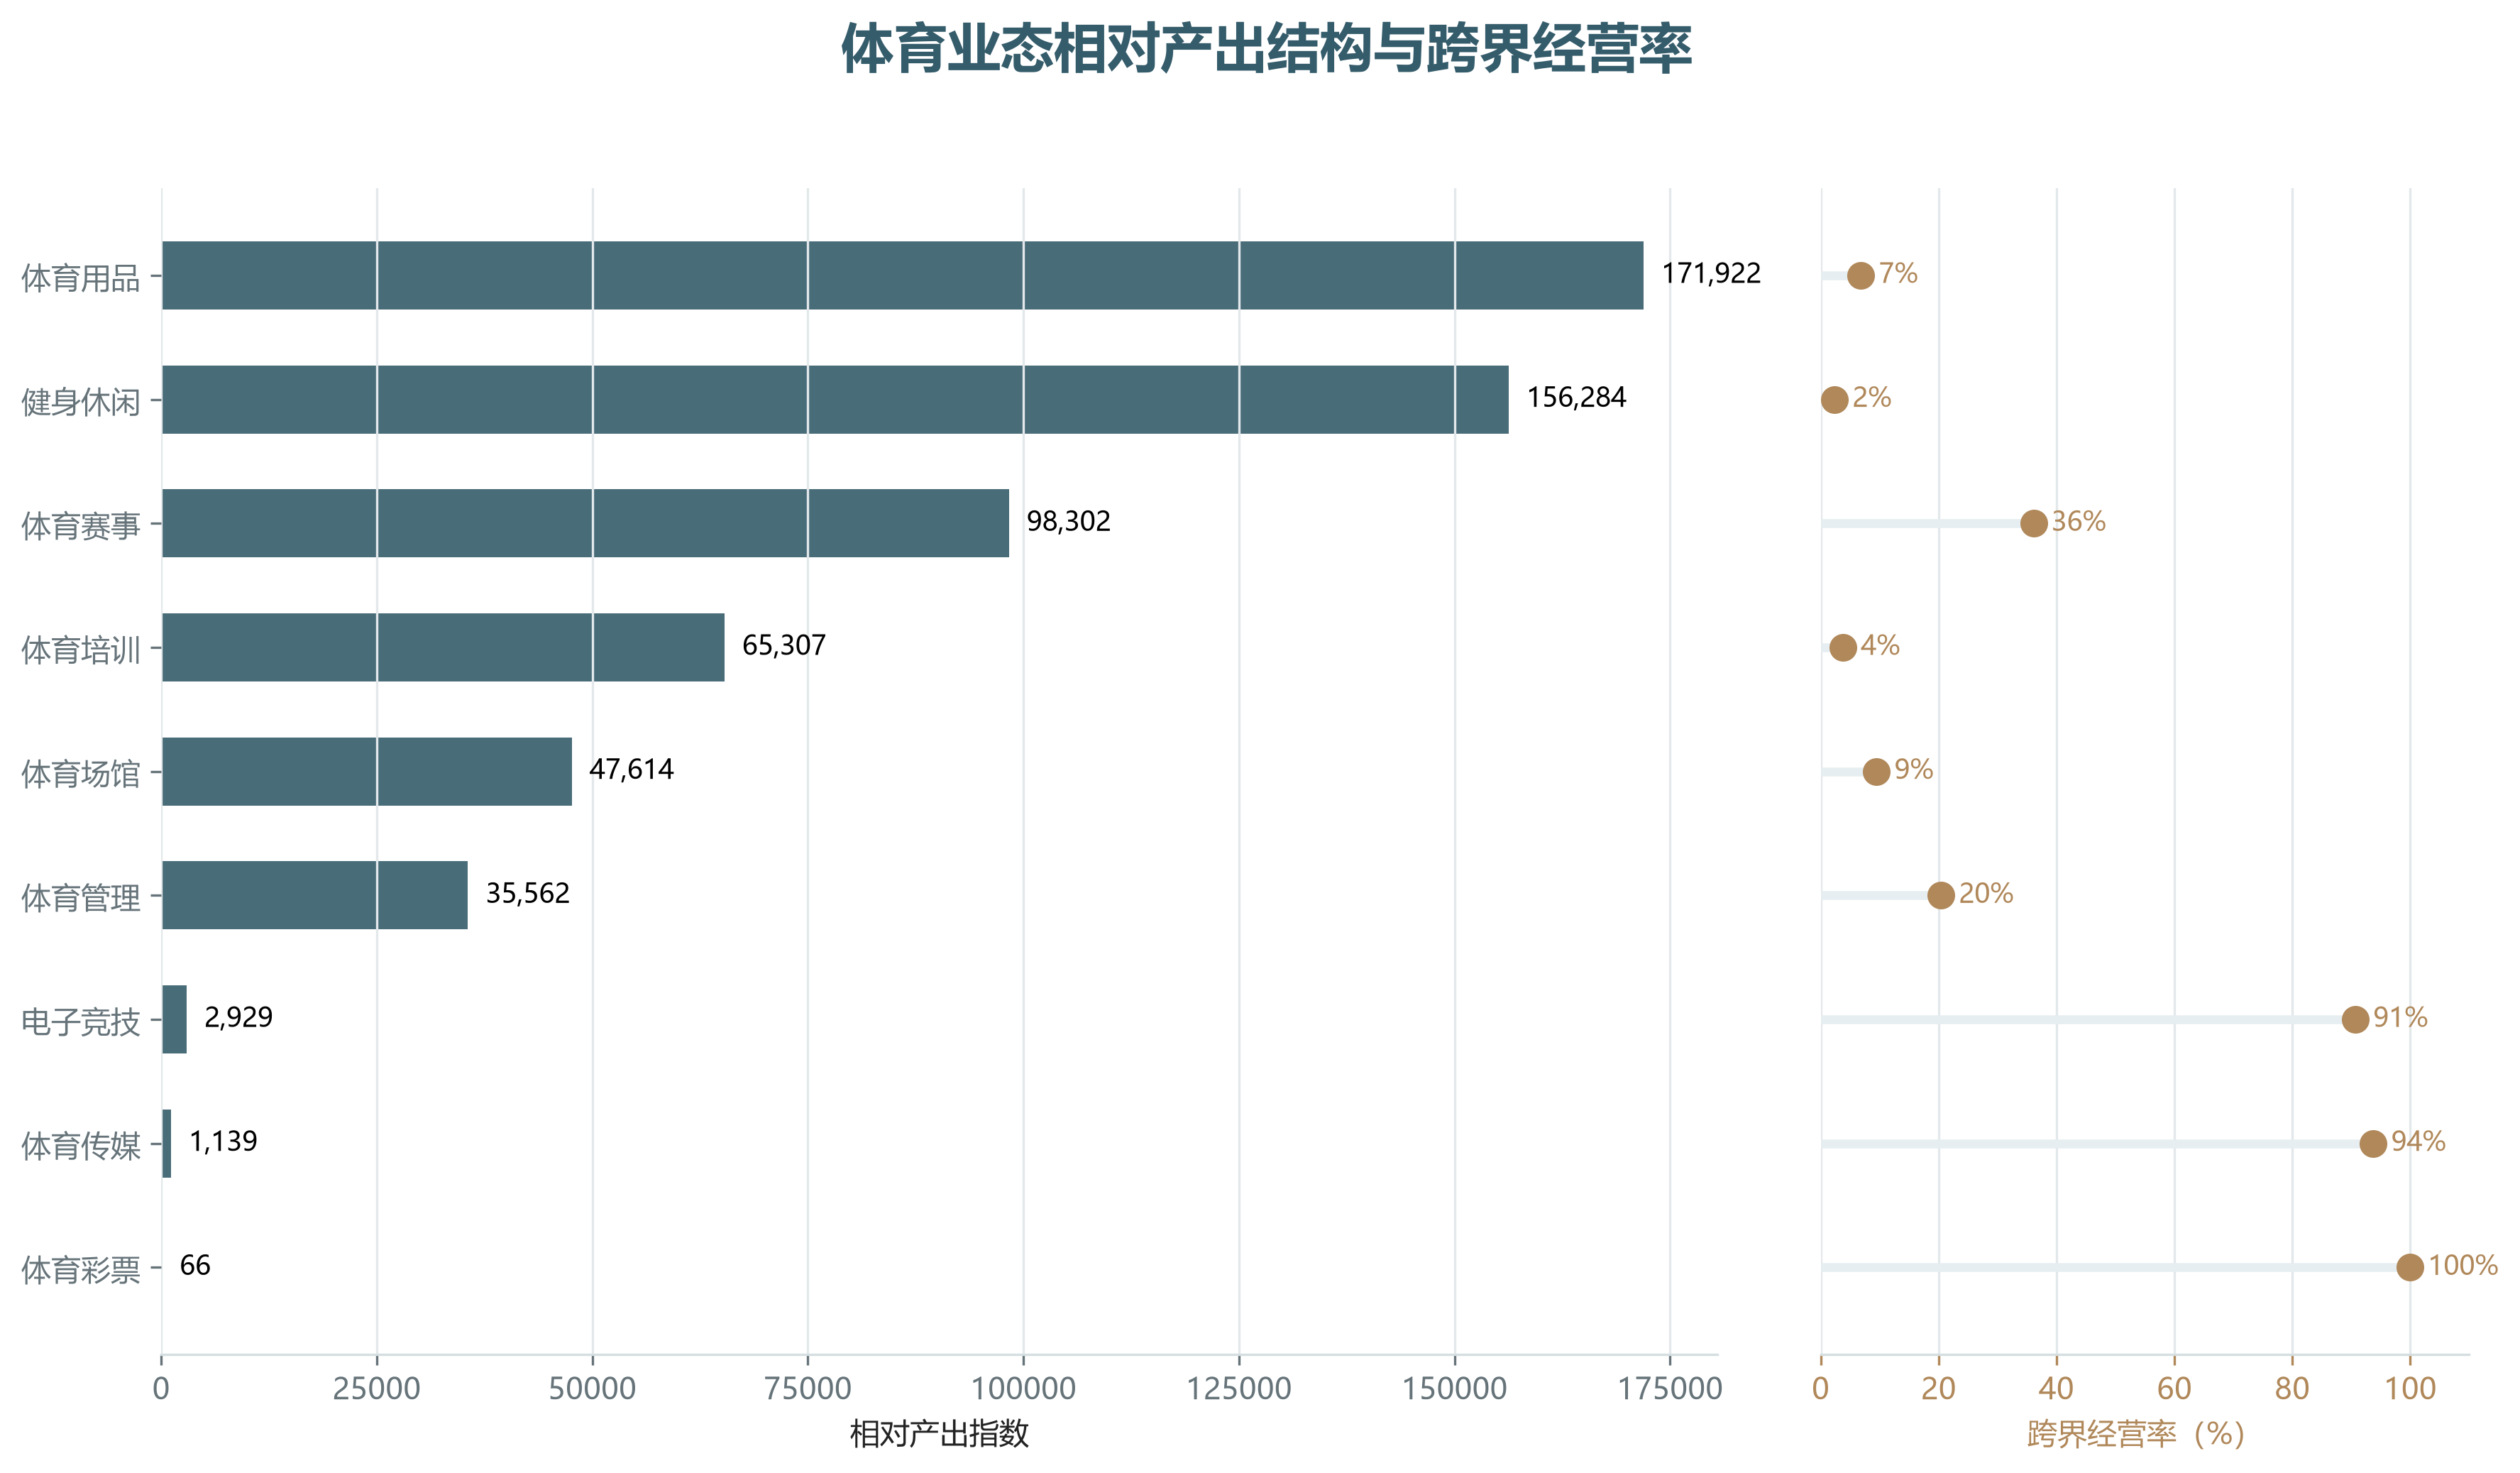 体育业态相对产出结构与跨界经营率
体育用品 171,922 7%
健身休闲 156,284 2%
体育赛事 98,302 36%
体育培训 65,307 4%
体育场馆 47,614 9%
体育管理 35,562 20%
电子竞技 2,929 91%
体育传媒 1,139 94%
体育彩票 66 100%
0 25000 50000 75000 100000 125000 150000 175000 0 20 40 60 80 100
相对产出指数 跨界经营率（%）